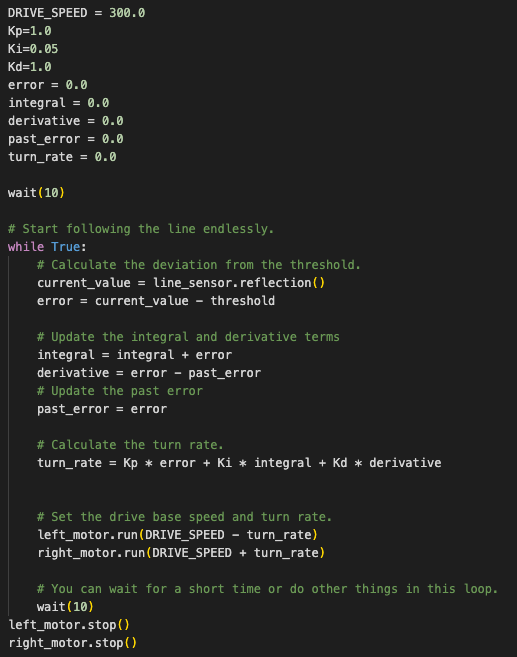 DRIVE_SPEED = 300.0
Kp=1.0
Ki=0.05
Kd=1.0
error = 0.0
integral = 0.0
derivative = 0.0
past_error = 0.0
turn_rate = 0.0

wait(10)

# Start following the line endlessly.
while True:
    # Calculate the deviation from the threshold.
    current_value = line_sensor.reflection()
    error = current_value - threshold

    # Update the integral and derivative terms
    integral = integral + error
    derivative = error - past_error
    # Update the past error
    past_error = error

    # Calculate the turn rate.
    turn_rate = Kp * error + Ki * integral + Kd * derivative


    # Set the drive base speed and turn rate.
    left_motor.run(DRIVE_SPEED - turn_rate)
    right_motor.run(DRIVE_SPEED + turn_rate)

    # You can wait for a short time or do other things in this loop.
    wait(10)
left_motor.stop()
right_motor.stop()